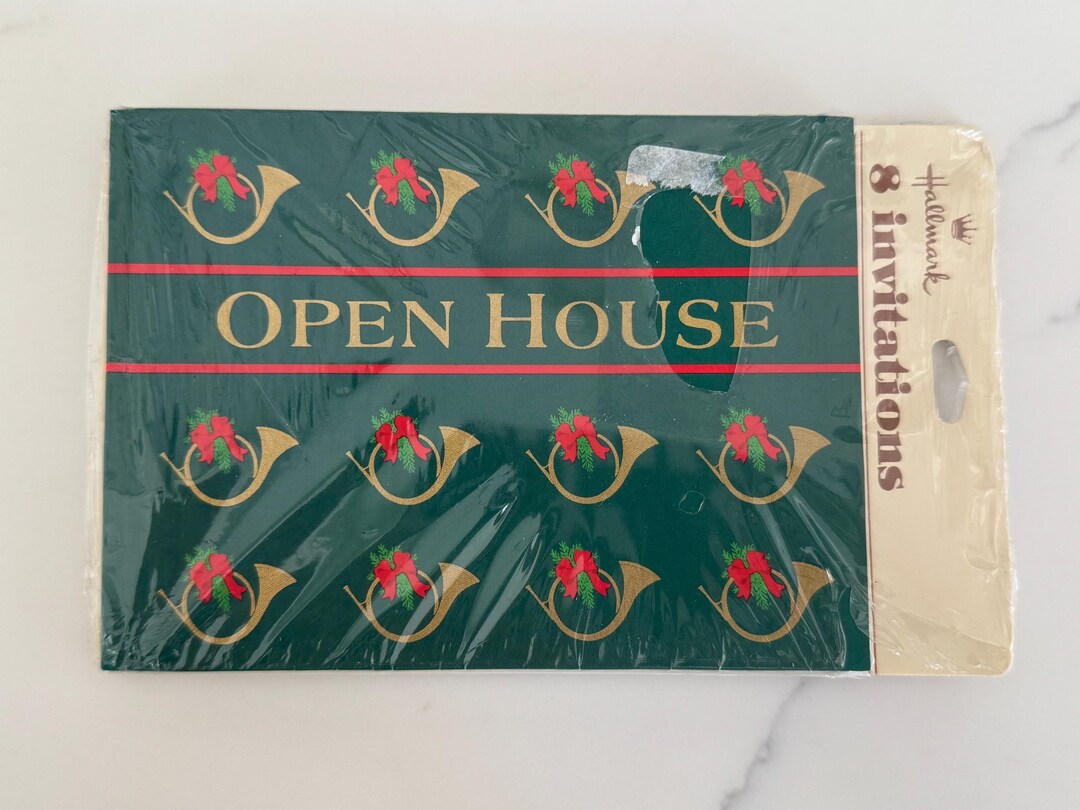 OPEN HOUSE
Hallmark
8 invitations